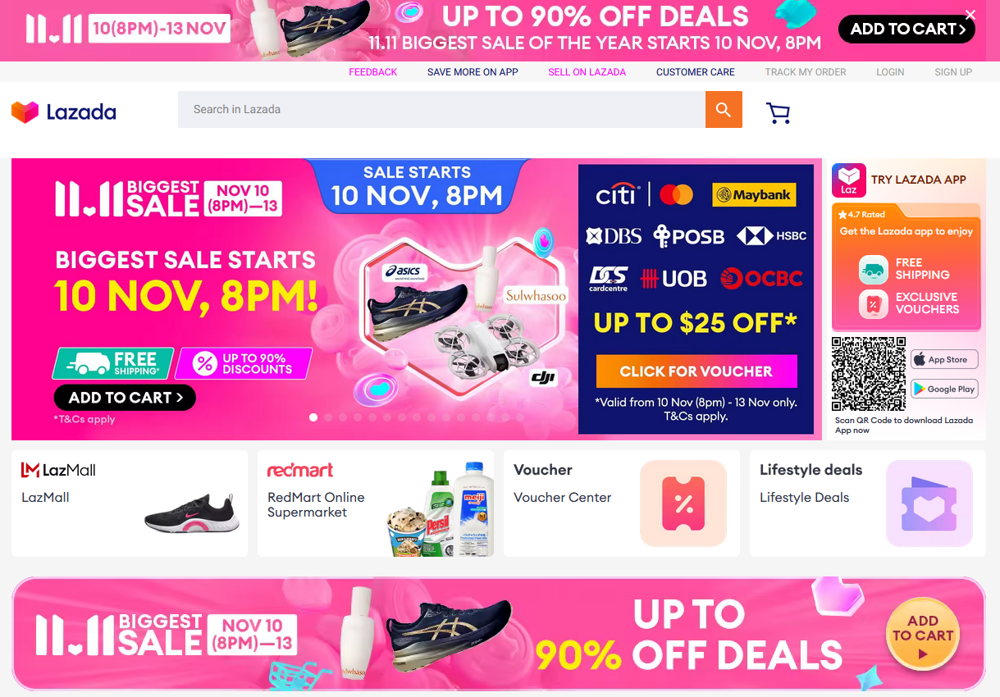 11.11 10(8PM)-13 NOV
UP TO 90% OFF DEALS
11.11 BIGGEST SALE OF THE YEAR STARTS 10 NOV, 8PM
ADD TO CART
FEEDBACK
SAVE MORE ON APP
SELL ON LAZADA
CUSTOMER CARE
TRACK MY ORDER
LOGIN
SIGN UP
Lazada
Search in Lazada
11.11 BIGGEST SALE
NOV 10
(8PM)—13
SALE STARTS
10 NOV, 8PM
BIGGEST SALE STARTS
10 NOV, 8PM!
FREE
SHIPPING*
UP TO 90%
DISCOUNTS
ADD TO CART >
*T&Cs apply
asics
Sulwhasoo
dji
citi
Maybank
DBS
POSB
HSBC
DCS
cardcentre
UOB
OCBC
UP TO $25 OFF*
CLICK FOR VOUCHER
*Valid from 10 Nov (8pm) - 13 Nov only.
T&Cs apply.
Laz
TRY LAZADA APP
4.7 Rated
Get the Lazada app to enjoy
FREE
SHIPPING
EXCLUSIVE
VOUCHERS
App Store
Google Play
Scan QR Code to download Lazada
App now
LazMall
LazMall
redmart
RedMart Online
Supermarket
Persil
meiji
Voucher
Voucher Center
Lifestyle deals
Lifestyle Deals
11.11 BIGGEST
SALE
NOV 10
(8PM)—13
Sulwhasoo
UP TO
90% OFF DEALS
ADD
TO CART